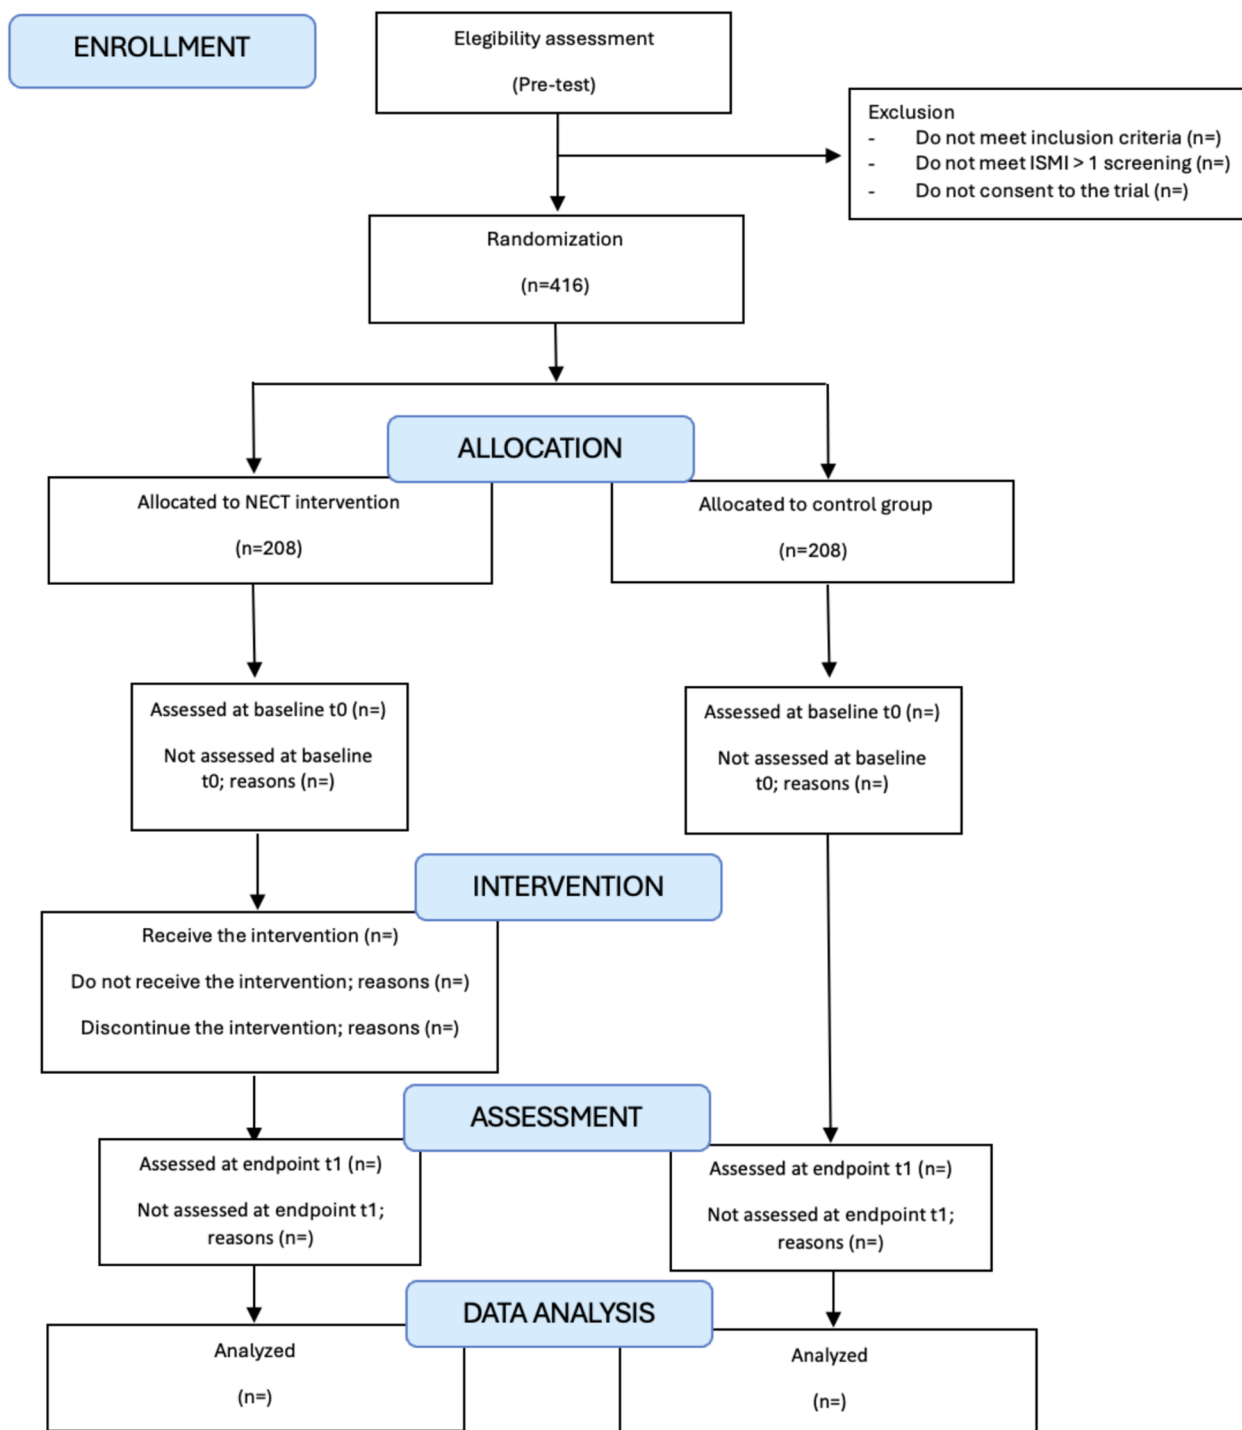 ENROLLMENT
Elegibility assessment
(Pre-test)
Exclusion
- Do not meet inclusion criteria (n=)
- Do not meet ISMI > 1 screening (n=)
- Do not consent to the trial (n=)
Randomization
(n=416)
ALLOCATION
Allocated to NECT intervention
(n=208)
Allocated to control group
(n=208)
Assessed at baseline t0 (n=)
Not assessed at baseline
t0; reasons (n=)
Assessed at baseline t0 (n=)
Not assessed at baseline
t0; reasons (n=)
INTERVENTION
Receive the intervention (n=)
Do not receive the intervention; reasons (n=)
Discontinue the intervention; reasons (n=)
ASSESSMENT
Assessed at endpoint t1 (n=)
Not assessed at endpoint t1;
reasons (n=)
Assessed at endpoint t1 (n=)
Not assessed at endpoint t1;
reasons (n=)
DATA ANALYSIS
Analyzed
(n=)
Analyzed
(n=)